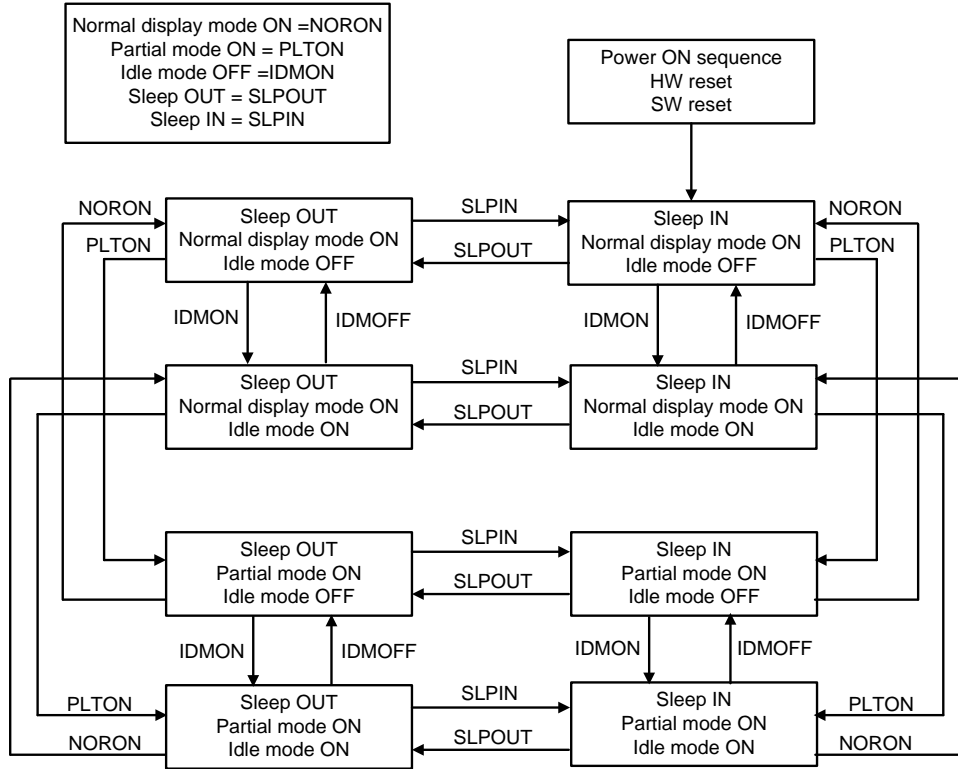 Normal display mode ON =NORON
Partial mode ON = PLTON
Idle mode OFF =IDMON
Sleep OUT = SLPOUT
Sleep IN = SLPIN
Power ON sequence
HW reset
SW reset
NORON
PLTON
Sleep OUT
Normal display mode ON
Idle mode OFF
SLPIN
SLPOUT
Sleep IN
Normal display mode ON
Idle mode OFF
NORON
PLTON
IDMON
IDMOFF
IDMON
IDMOFF
Sleep OUT
Normal display mode ON
Idle mode ON
SLPIN
SLPOUT
Sleep IN
Normal display mode ON
Idle mode ON
Sleep OUT
Partial mode ON
Idle mode OFF
SLPIN
SLPOUT
Sleep IN
Partial mode ON
Idle mode OFF
IDMON
IDMOFF
IDMON
IDMOFF
PLTON
NORON
Sleep OUT
Partial mode ON
Idle mode ON
SLPIN
SLPOUT
Sleep IN
Partial mode ON
Idle mode ON
PLTON
NORON